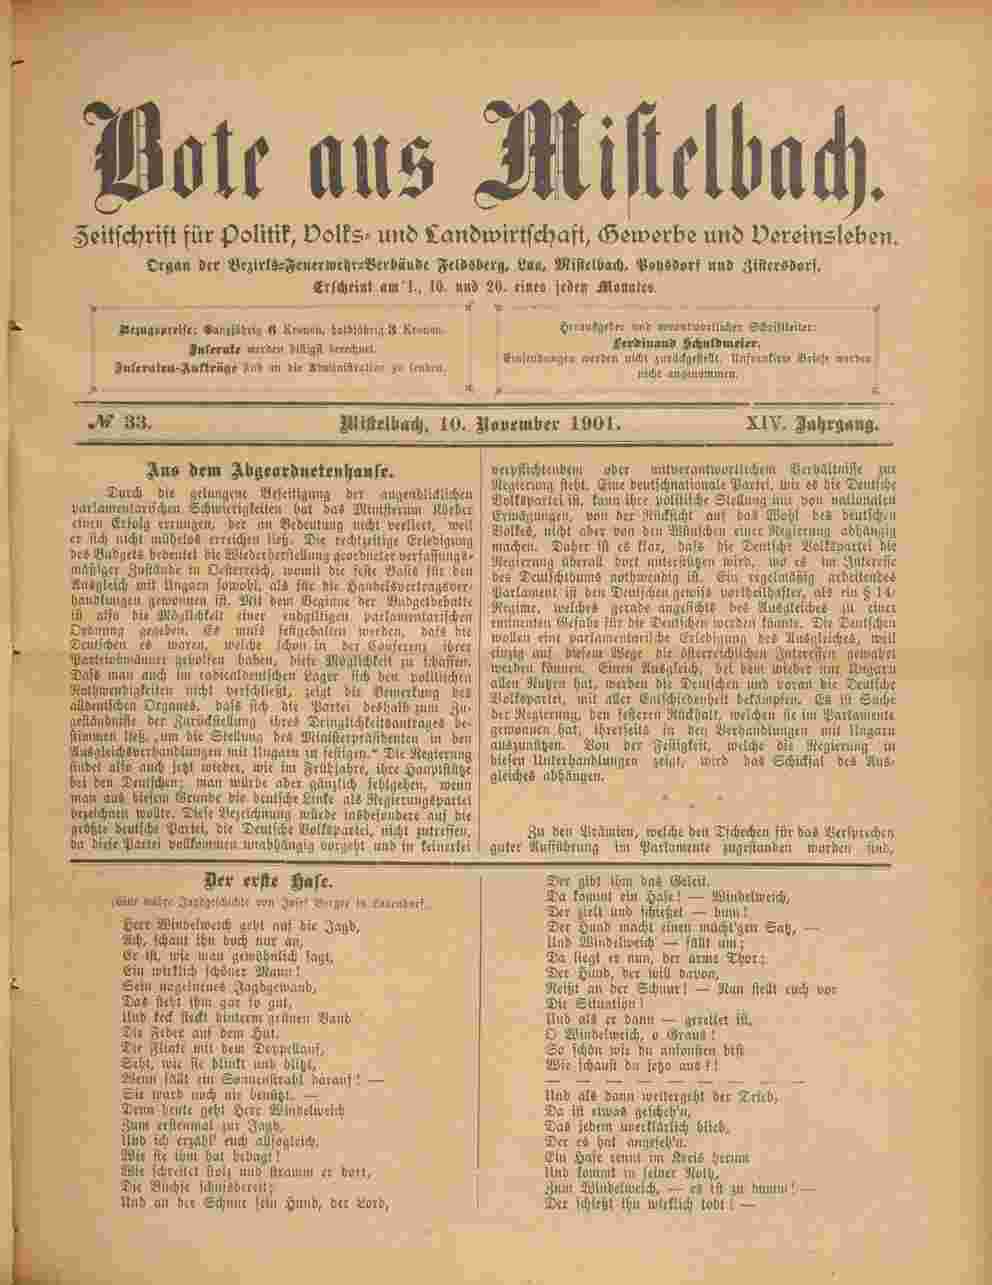 Bote aus Mistelbach.
Zeitschrift für Politik, Volks- und Landwirtschaft, Gewerbe und Vereinsleben.
Organ der Bezirks-Feuerwehr-Verbände Feldsberg, Laa, Mistelbach, Poysdorf und Zistersdorf.
Erscheint am 1., 10. und 20. eines jeden Monates.
Bezugspreise: Ganzjährig 6 Kronen, halbjährig 3 Kronen.
Inserate werden billigst berechnet.
Inseraten-Aufträge sind an die Administration zu senden.
Herausgeber und verantwortlicher Schriftleiter:
Ferdinand Schuldmeier.
Einsendungen werden nicht zurückgestellt. Unfrankirte Briefe werden
nicht angenommen.
№ 33.
Mistelbach, 10. November 1901.
XIV. Jahrgang.
Aus dem Abgeordnetenhause.
Durch die gelungene Beseitigung der augenblicklichen
parlamentarischen Schwierigkeiten hat das Ministerium Körber
einen Erfolg errungen, der an Bedeutung nicht verliert, weil
er sich nicht mühelos erreichen ließ. Die rechtzeitige Erledigung
des Budgets bedeutet die Wiederherstellung geordneter verfassungs-
mäßiger Zustände in Oesterreich, womit die feste Basis für den
Ausgleich mit Ungarn sowohl, als für die Handelsvertragsver-
handlungen gewonnen ist. Mit dem Beginne der Budgetdebatte
ist also die Möglichkeit einer endgiltigen parlamentarischen
Ordnung gegeben. Es muss festgehalten werden, dass die
Deutschen es waren, welche schon in der Conferenz ihrer
Parteiobmänner geholfen haben, diese Möglichkeit zu schaffen.
Dass man auch im radicaldeutschen Lager sich den politischen
Nothwendigkeiten nicht verschließt, zeigt die Bemerkung des
alldeutschen Organes, dass sich die Partei deshalb zum Zu-
geständnisse der Zurückstellung ihres Dringlichkeitsantrages be-
stimmen ließ, „um die Stellung des Ministerpräsidenten in den
Ausgleichsverhandlungen mit Ungarn zu festigen.“ Die Regierung
findet also auch jetzt wieder, wie im Frühjahre, ihre Hauptstütze
bei den Deutschen; man würde aber gänzlich fehlgehen, wenn
man aus diesem Grunde die deutsche Linke als Regierungspartei
bezeichnen wollte. Diese Bezeichnung würde insbesondere auf die
größte deutsche Partei, die Deutsche Volkspartei, nicht zutreffen,
da diese Partei vollkommen unabhängig vorgeht und in keinerlei
verpflichtendem oder mitverantwortlichem Verhältnisse zur
Regierung steht. Eine deutschnationale Partei, wie es die Deutsche
Volkspartei ist, kann ihre politische Stellung nur von nationalen
Erwägungen, von der Rücksicht auf das Wohl des deutschen
Volkes, nicht aber von den Wünschen einer Regierung abhängig
machen. Daher ist es klar, dass die Deutsche Volkspartei die
Regierung überall dort unterstützen wird, wo es im Interesse
des Deutschthums nothwendig ist. Ein regelmäßig arbeitendes
Parlament ist den Deutschen gewiss vortheilhafter, als ein § 14-
Regime, welches gerade angesichts des Ausgleiches zu einer
eminenten Gefahr für die Deutschen werden könnte. Die Deutschen
wollen eine parlamentarische Erledigung des Ausgleiches, weil
einzig auf diesem Wege die österreichischen Interessen gewahrt
werden können. Einen Ausgleich, bei dem wieder nur Ungarn
allen Nutzen hat, werden die Deutschen und voran die Deutsche
Volkspartei, mit aller Entschiedenheit bekämpfen. Es ist Sache
der Regierung, den festeren Rückhalt, welchen sie im Parlamente
gewonnen hat, ihrerseits in den Verhandlungen mit Ungarn
auszunützen. Von der Festigkeit, welche die Regierung in
diesen Unterhandlungen zeigt, wird das Schicksal des Aus-
gleiches abhängen.
* * *
Zu den Prämien, welche den Tschechen für das Versprechen
guter Aufführung im Parlamente zugestanden worden sind,
Der erste Hase.
(Eine wahre Jagdgeschichte von Josef Berger in Ladendorf.)
Herr Windelweich geht auf die Jagd,
Ach, schaut ihn doch nur an,
Er ist, wie man gewöhnlich sagt,
Ein wirklich schöner Mann!
Sein nagelneues Jagdgewand,
Das steht ihm gar so gut,
Und keck steckt hinterm grünen Band
Die Feder auf dem Hut.
Die Flinte mit dem Doppellauf,
Seht, wie sie blinkt und blitzt,
Wenn fällt ein Sonnenstrahl darauf! —
Sie ward noch nie benützt. —
Denn heute geht Herr Windelweich
Zum erstenmal zur Jagd,
Und ich erzähl' euch allsogleich,
Wie sie ihm hat behagt!
Wie schreitet stolz und stramm er dort,
Die Büchse schussbereit;
Und an der Schnur sein Hund, der Lord,
Der gibt ihm das Geleit.
Da kommt ein Hase! — Windelweich,
Der zielt und schießet — bum!
Der Hund macht einen mächt'gen Satz, —
Und Windelweich — fällt um;
Da liegt er nun, der arme Thor;
Der Hund, der will davon,
Reißt an der Schnur! — Nun stellt euch vor
Die Situation!
Und als er dann — gerettet ist,
O Windelweich, o Graus!
So schön wie du ansonsten bist
Wie schaust du jetzo aus!!
— — — — — — — — —
Und als dann weitergeht der Trieb,
Da ist etwas gescheh'n,
Das jedem unerklärlich blieb,
Der es hat angeseh'n.
Ein Hase rennt im Kreis herum
Und kommt in seiner Noth,
Zum Windelweich, — es ist zu dumm! —
Der schießt ihn wirklich todt! —